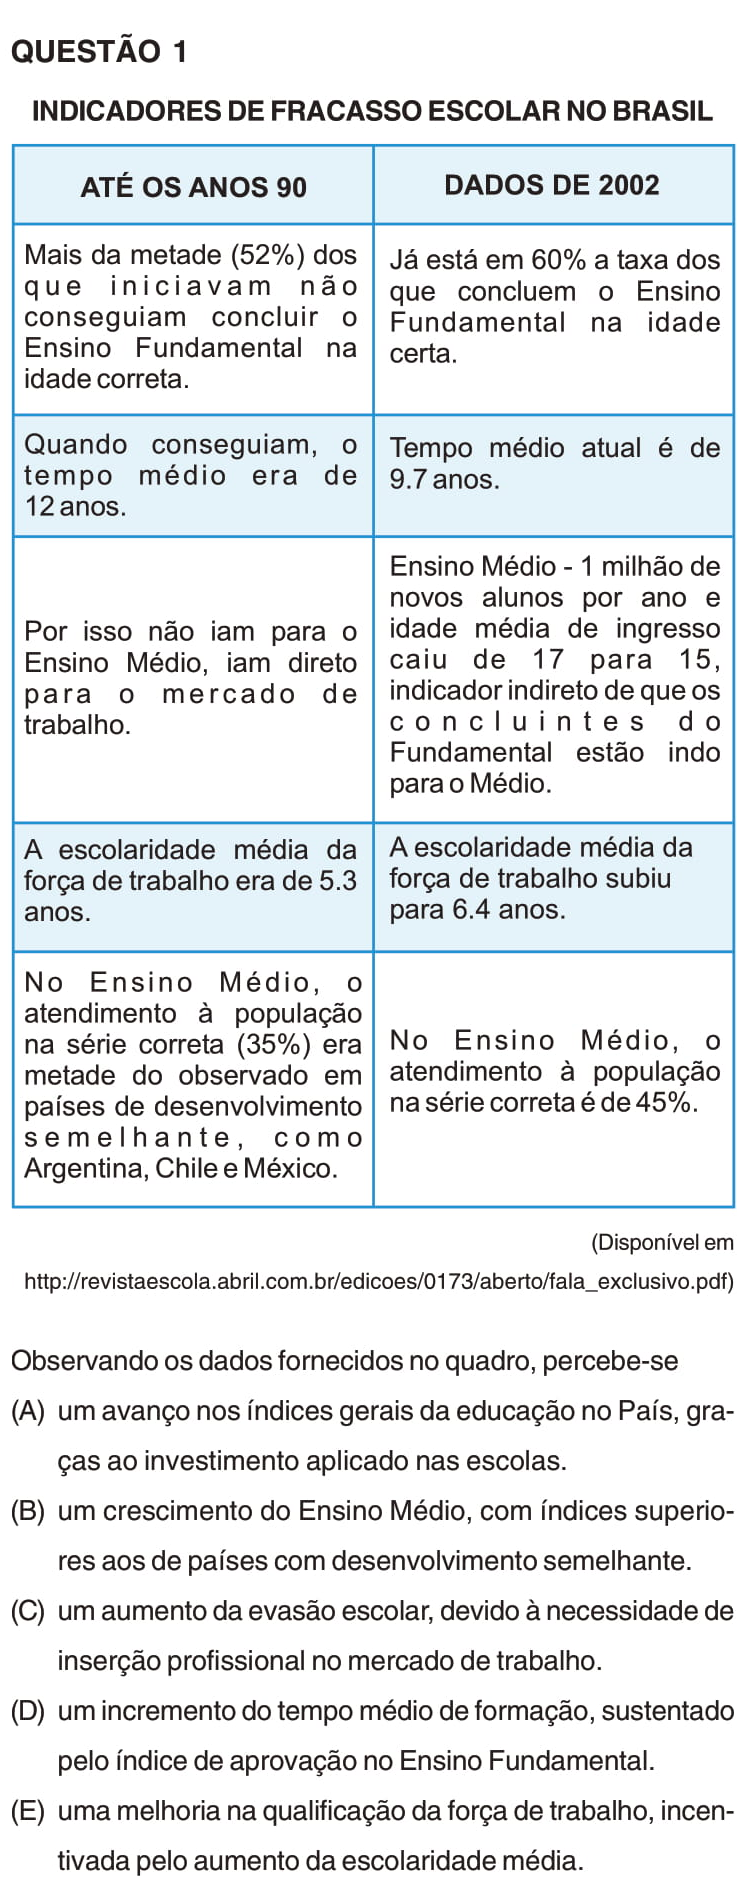 QUESTÃO 1
INDICADORES DE FRACASSO ESCOLAR NO BRASIL
ATÉ OS ANOS 90
DADOS DE 2002
Mais da metade (52%) dos
que iniciavam não
conseguiam concluir o
Ensino Fundamental na
idade correta.
Já está em 60% a taxa dos
que concluem o Ensino
Fundamental na idade
certa.
Quando conseguiam, o
tempo médio era de
12 anos.
Tempo médio atual é de
9.7 anos.
Por isso não iam para o
Ensino Médio, iam direto
para o mercado de
trabalho.
Ensino Médio - 1 milhão de
novos alunos por ano e
idade média de ingresso
caiu de 17 para 15,
indicador indireto de que os
concluintes do
Fundamental estão indo
para o Médio.
A escolaridade média da
força de trabalho era de 5.3
anos.
A escolaridade média da
força de trabalho subiu
para 6.4 anos.
No Ensino Médio, o
atendimento à população
na série correta (35%) era
metade do observado em
países de desenvolvimento
semelhante, como
Argentina, Chile e México.
No Ensino Médio, o
atendimento à população
na série correta é de 45%.
(Disponível em
http://revistaescola.abril.com.br/edicoes/0173/aberto/fala_exclusivo.pdf)
Observando os dados fornecidos no quadro, percebe-se
(A) um avanço nos índices gerais da educação no País, gra-
ças ao investimento aplicado nas escolas.
(B) um crescimento do Ensino Médio, com índices superio-
res aos de países com desenvolvimento semelhante.
(C) um aumento da evasão escolar, devido à necessidade de
inserção profissional no mercado de trabalho.
(D) um incremento do tempo médio de formação, sustentado
pelo índice de aprovação no Ensino Fundamental.
(E) uma melhoria na qualificação da força de trabalho, incen-
tivada pelo aumento da escolaridade média.